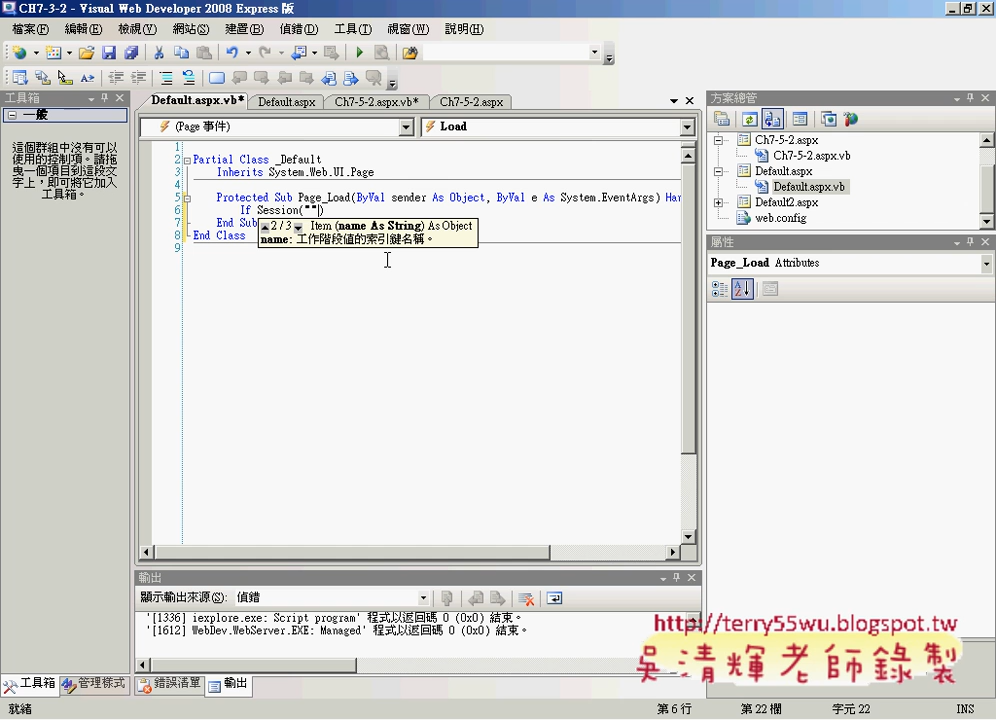 CH7-3-2 - Visual Web Developer 2008 Express 版
檔案(F) 編輯(E) 檢視(V) 網站(S) 建置(B) 偵錯(D) 工具(T) 視窗(W) 說明(H)
工具箱
一般
這個群組中沒有可以
使用的控制項。請拖
曳一個項目到這段文
字上，即可將它加入
工具箱。
Default.aspx.vb* Default.aspx Ch7-5-2.aspx.vb* Ch7-5-2.aspx
(Page 事件) Load
1
2 Partial Class _Default
3 Inherits System.Web.UI.Page
4
5 Protected Sub Page_Load(ByVal sender As Object, ByVal e As System.EventArgs) Han
6 If Session("")
7 End Sub
8 End Class
9
2 / 3 Item (name As String) As Object
name: 工作階段值的索引鍵名稱。
方案總管
Ch7-5-2.aspx
Ch7-5-2.aspx.vb
Default.aspx
Default.aspx.vb
Default2.aspx
web.config
屬性
Page_Load Attributes
輸出
顯示輸出來源(S): 偵錯
'[1336] iexplore.exe: Script program' 程式以返回碼 0 (0x0) 結束。
'[1612] WebDev.WebServer.EXE: Managed' 程式以返回碼 0 (0x0) 結束。
http://terry55wu.blogspot.tw
吳清輝老師錄製
工具箱 管理樣式 錯誤清單 輸出
就緒 第 6 行 第 22 欄 字元 22 INS